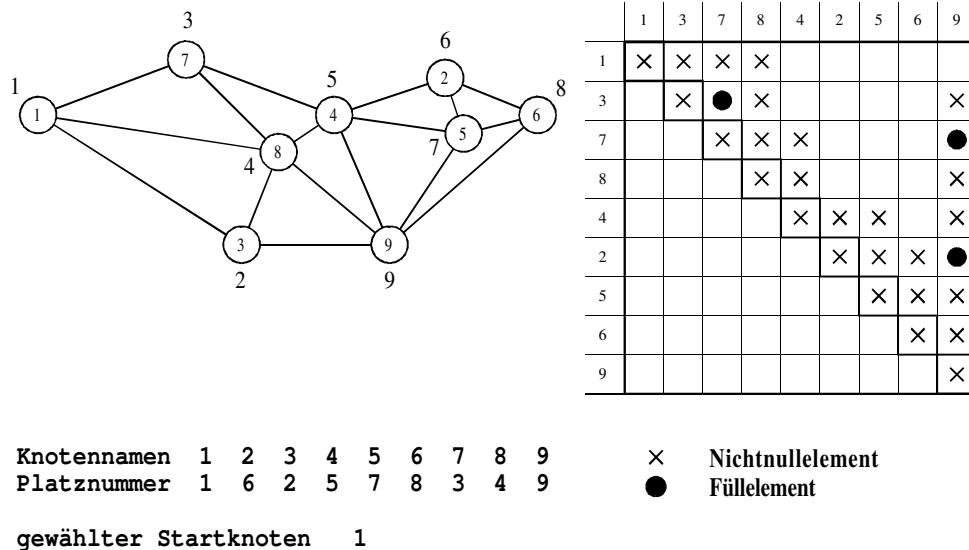 3
6
1
5
8
7
2
1
4
6
8
5
4
7
3
9
2
9
1 3 7 8 4 2 5 6 9
1 × × × ×
3 × ● × ×
7 × × × ●
8 × × ×
4 × × × ×
2 × × × ●
5 × × ×
6 × ×
9 ×
Knotennamen 1 2 3 4 5 6 7 8 9
Platznummer 1 6 2 5 7 8 3 4 9
× Nichtnullelement
● Füllelement
gewählter Startknoten 1